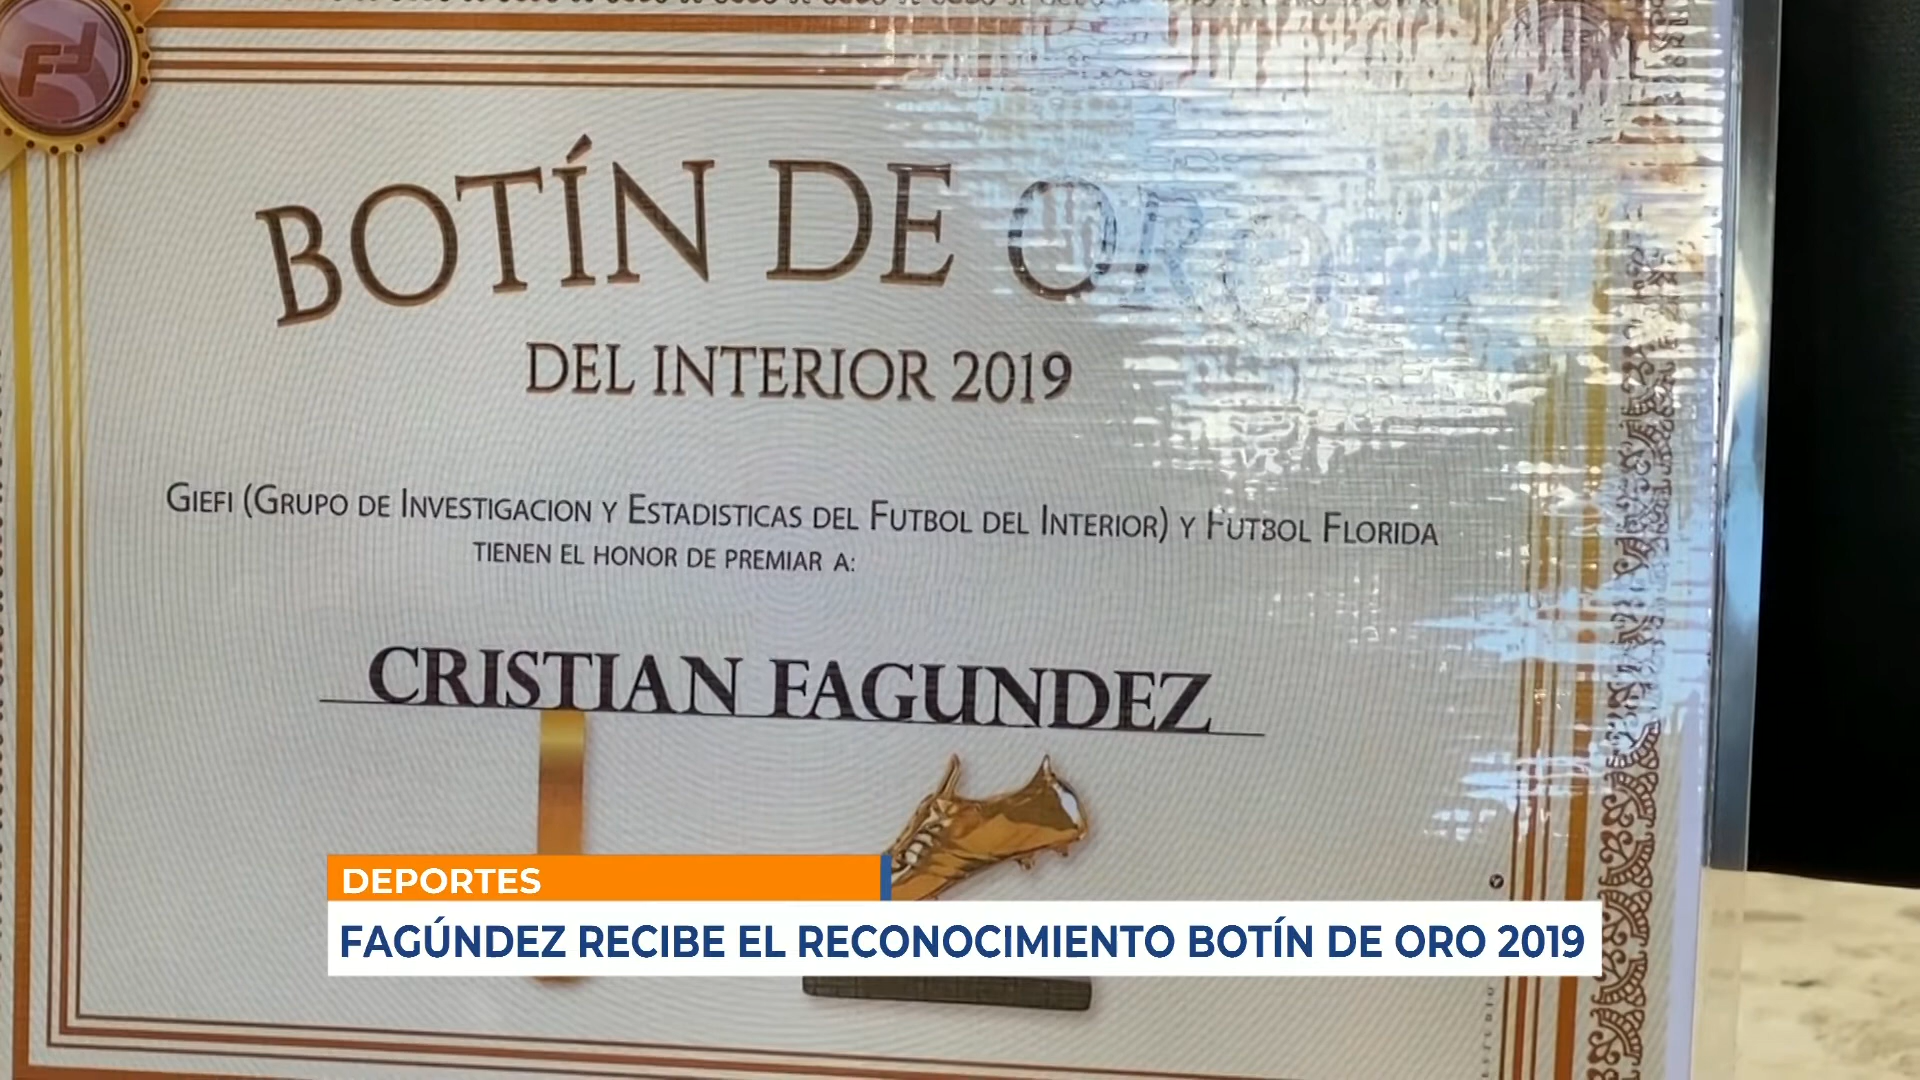 BOTÍN DE ORO
DEL INTERIOR 2019
GIEFI (GRUPO DE INVESTIGACION Y ESTADISTICAS DEL FUTBOL DEL INTERIOR) Y FUTBOL FLORIDA
TIENEN EL HONOR DE PREMIAR A:
CRISTIAN FAGUNDEZ
DEPORTES
FAGÚNDEZ RECIBE EL RECONOCIMIENTO BOTÍN DE ORO 2019